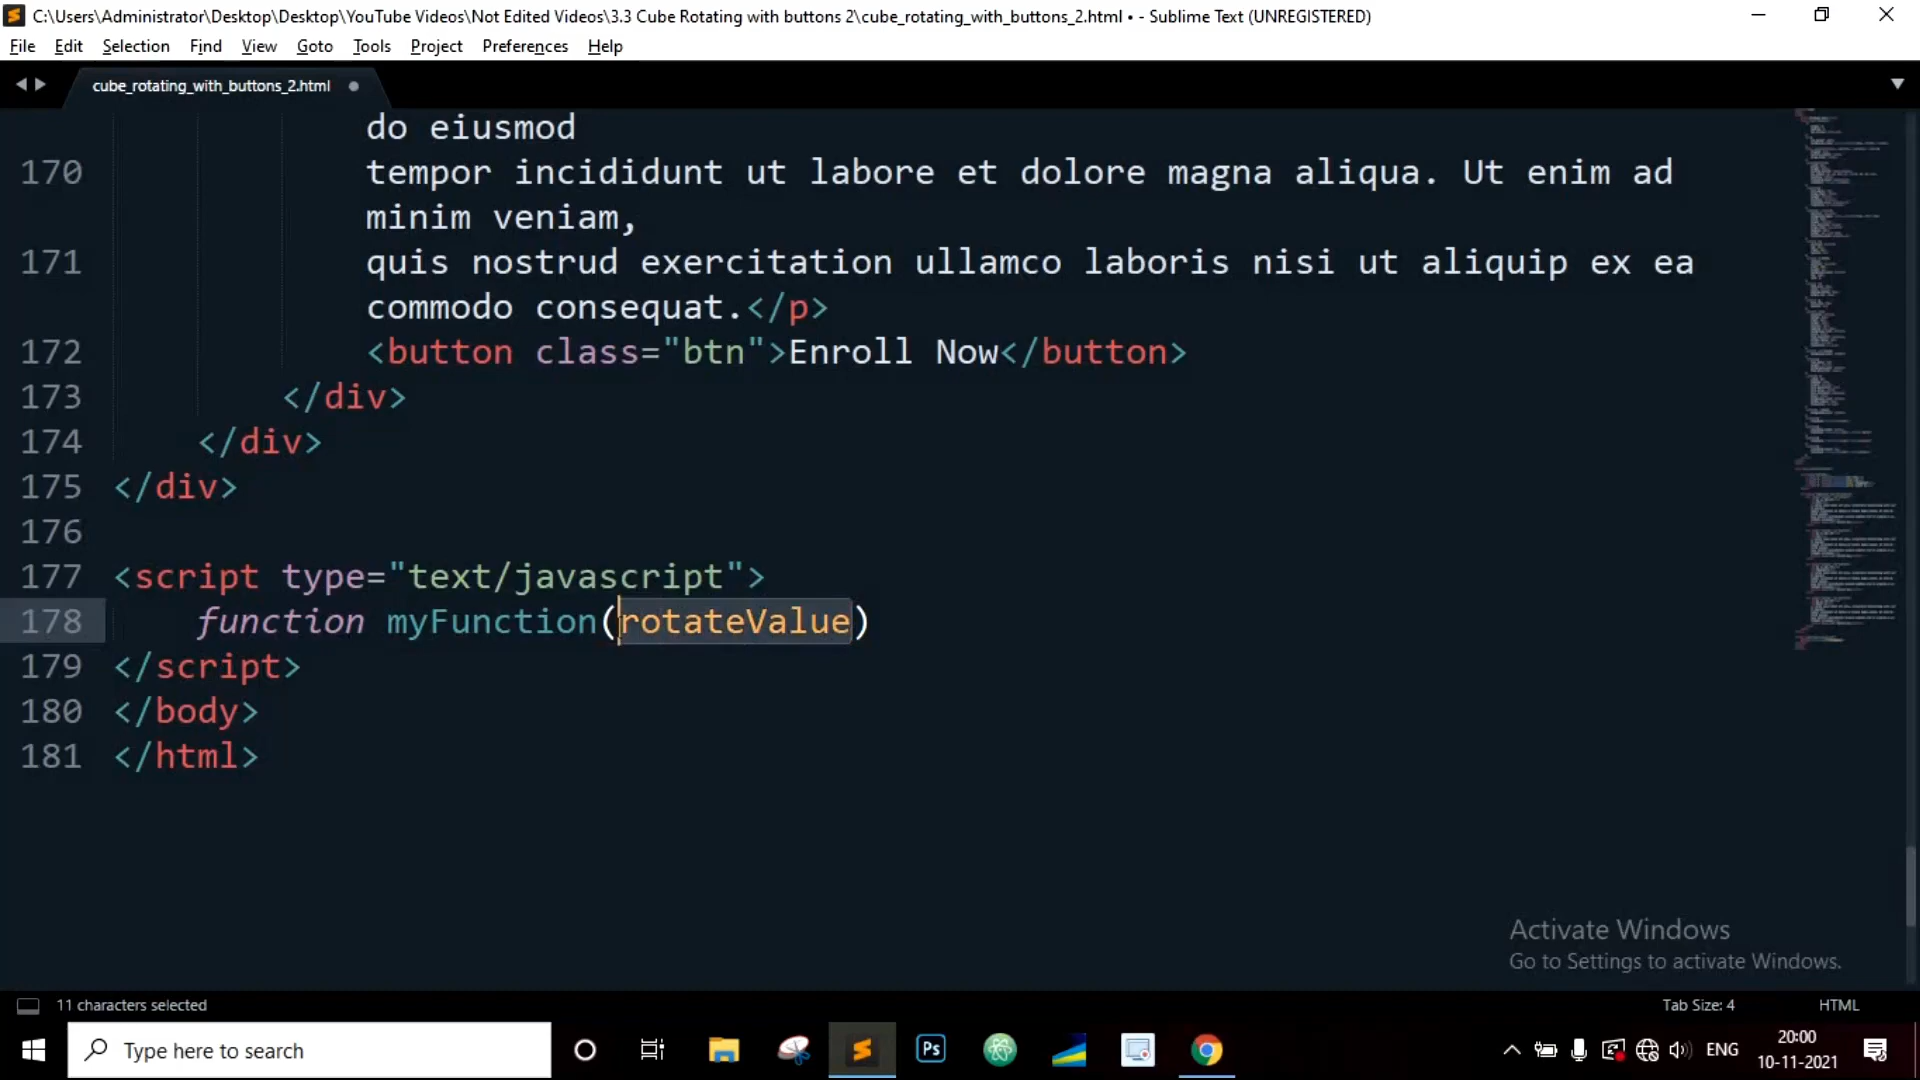 C:\Users\Administrator\Desktop\Desktop\YouTube Videos\Not Edited Videos\3.3 Cube Rotating with buttons 2\cube_rotating_with_buttons_2.html • - Sublime Text (UNREGISTERED)
File Edit Selection Find View Goto Tools Project Preferences Help
cube_rotating_with_buttons_2.html
do eiusmod
170 tempor incididunt ut labore et dolore magna aliqua. Ut enim ad
minim veniam,
171 quis nostrud exercitation ullamco laboris nisi ut aliquip ex ea
commodo consequat.</p>
172 <button class="btn">Enroll Now</button>
173 </div>
174 </div>
175 </div>
176
177 <script type="text/javascript">
178 function myFunction(rotateValue)
179 </script>
180 </body>
181 </html>
Activate Windows
Go to Settings to activate Windows.
11 characters selected Tab Size: 4 HTML
Type here to search
Ps
ENG
20:00
10-11-2021